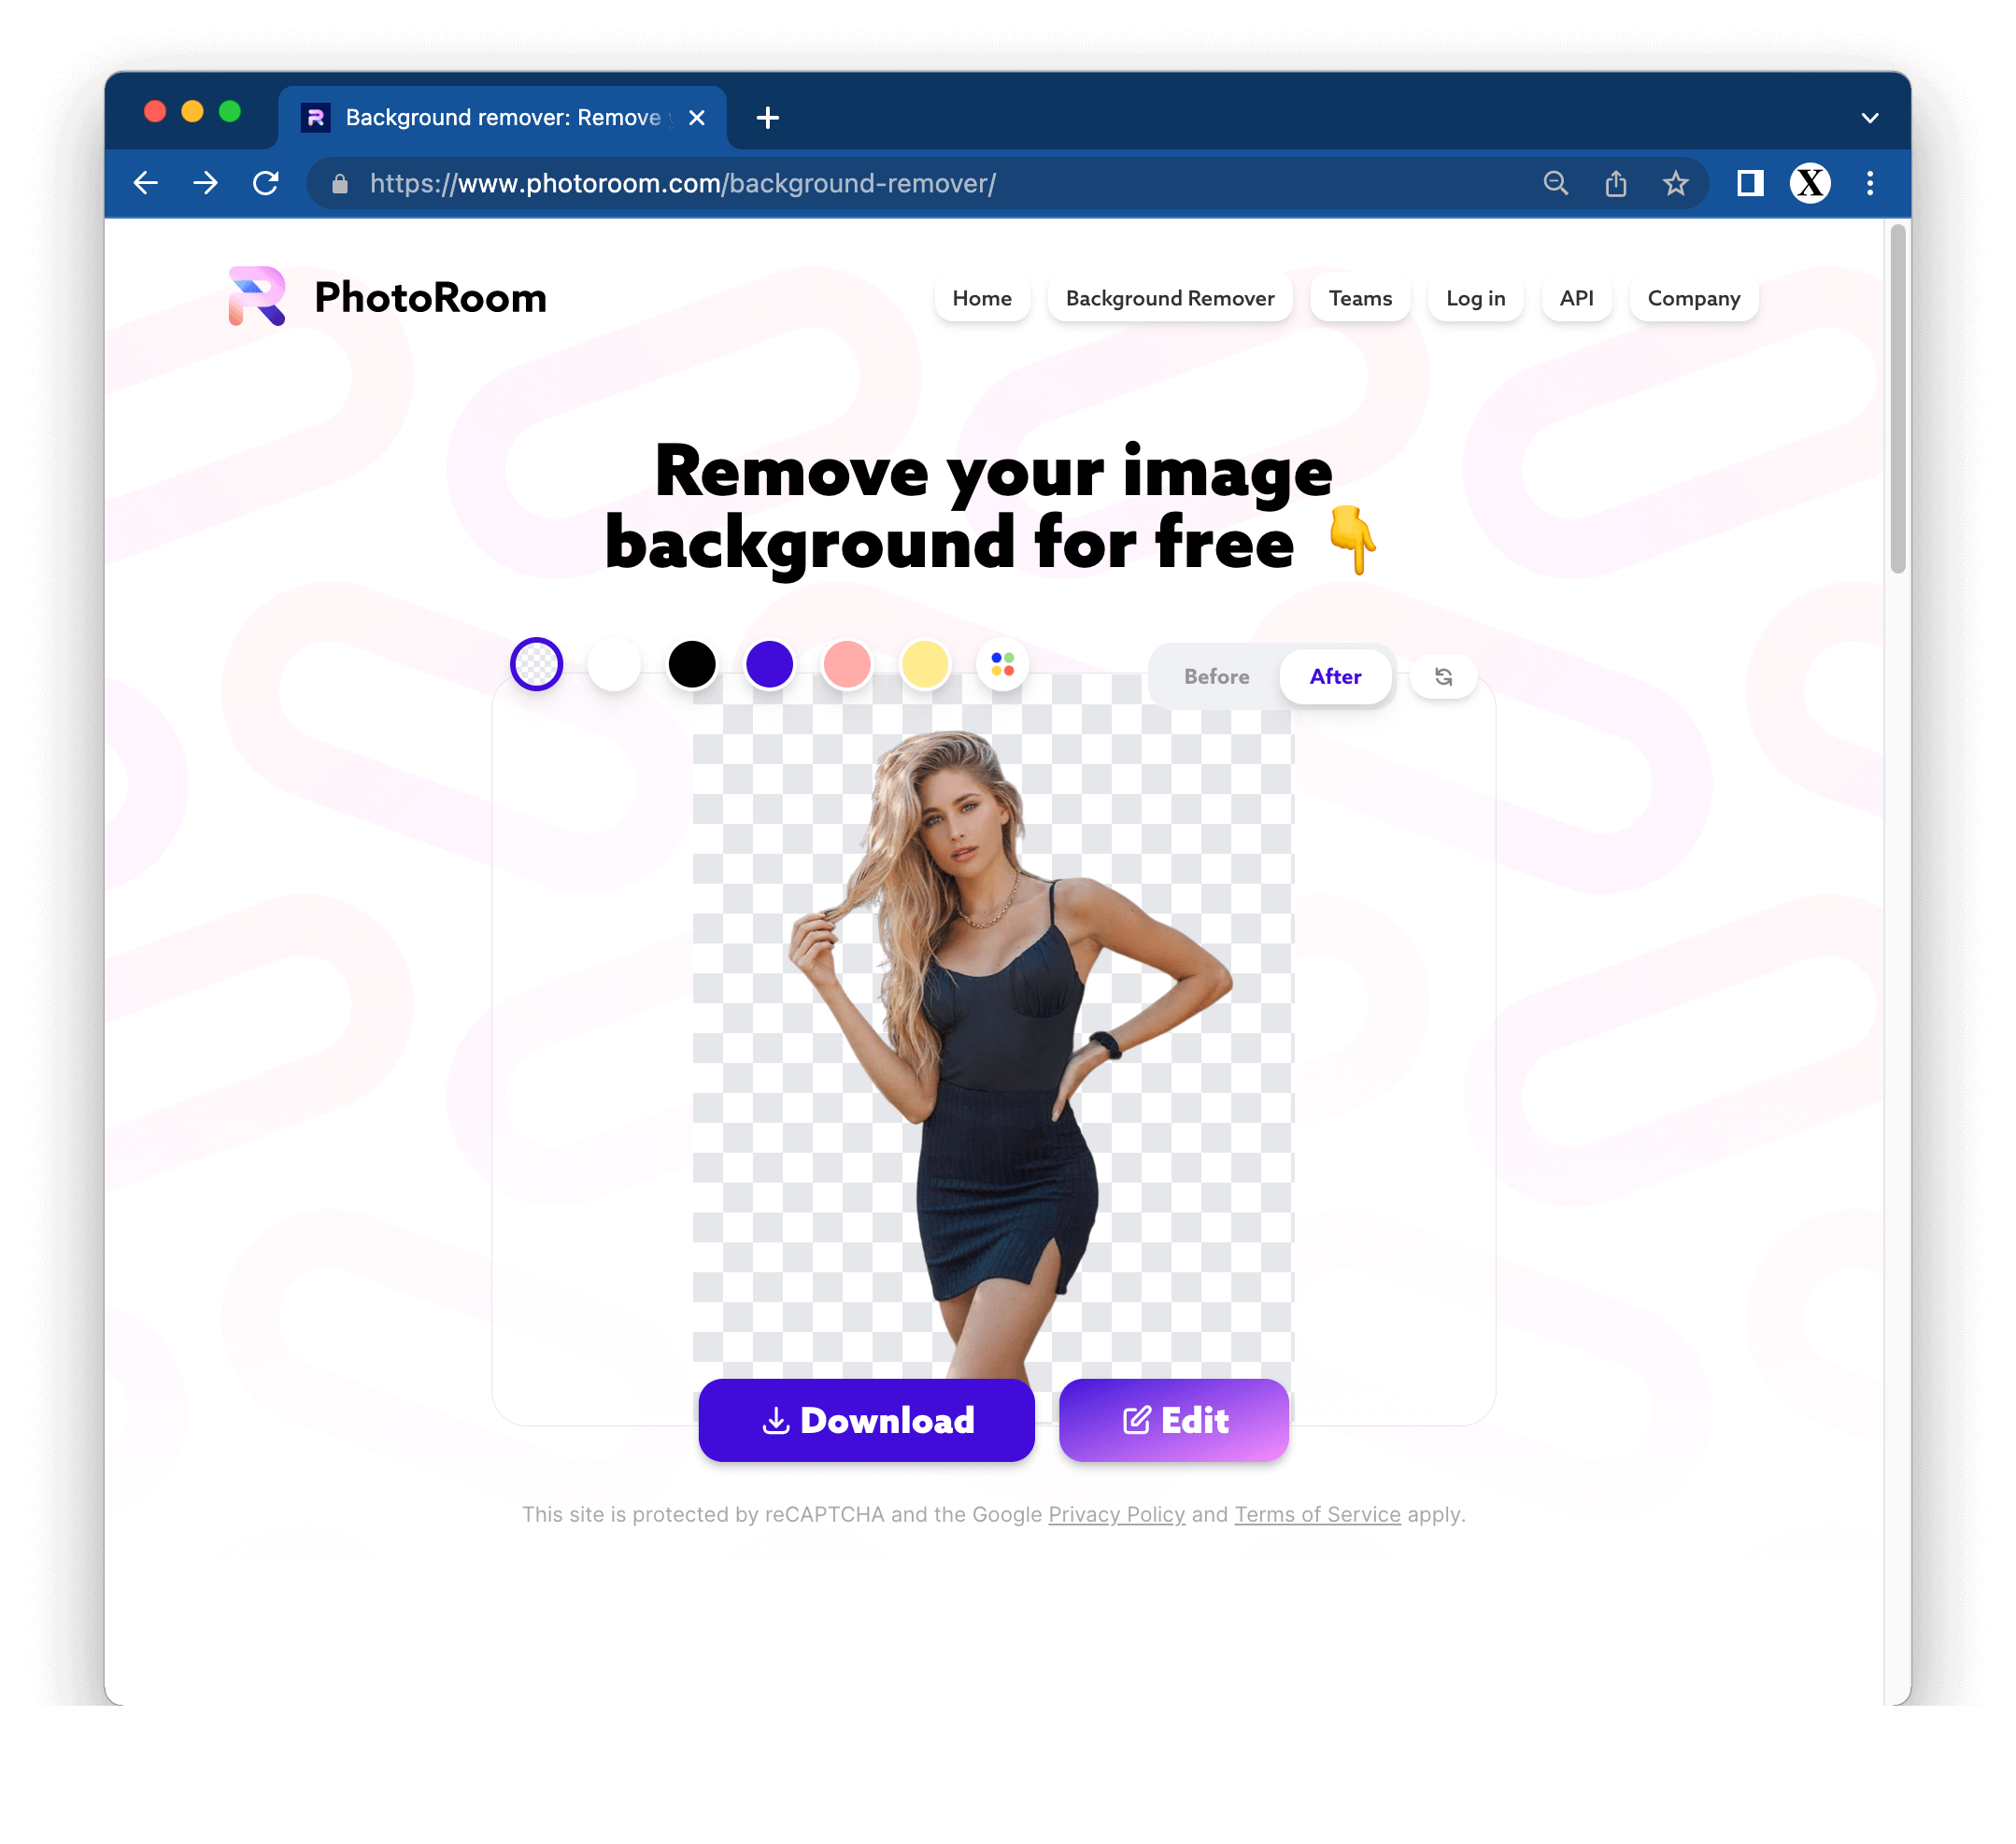 Background remover: Remove
https://www.photoroom.com/background-remover/
PhotoRoom
Home Background Remover Teams Log in API Company
Remove your image
background for free 👇
Before After
Download Edit
This site is protected by reCAPTCHA and the Google Privacy Policy and Terms of Service apply.